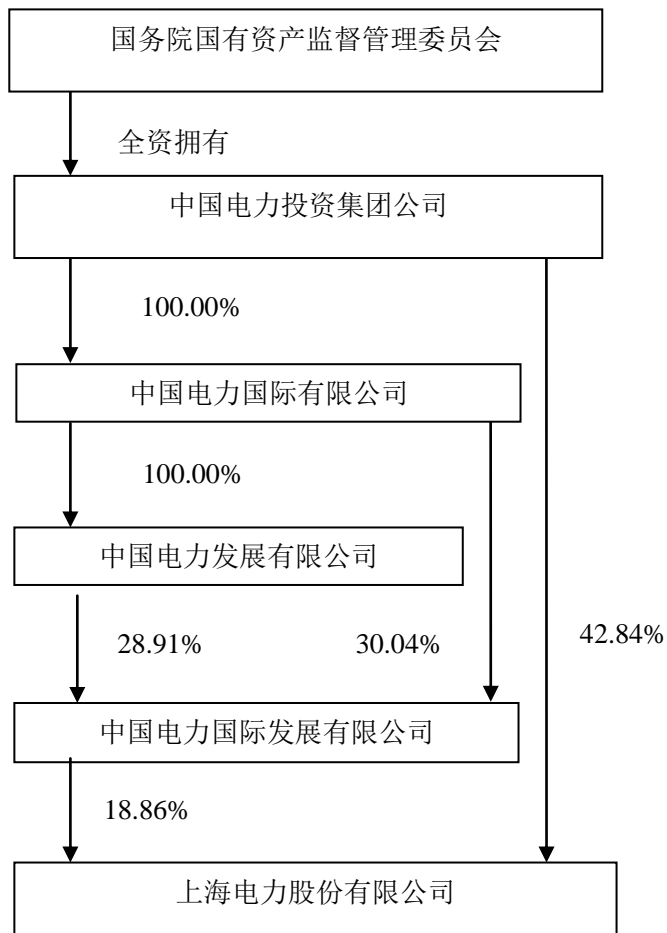 国务院国有资产监督管理委员会
全资拥有
中国电力投资集团公司
100.00%
中国电力国际有限公司
100.00%
中国电力发展有限公司
28.91%
30.04%
42.84%
中国电力国际发展有限公司
18.86%
上海电力股份有限公司